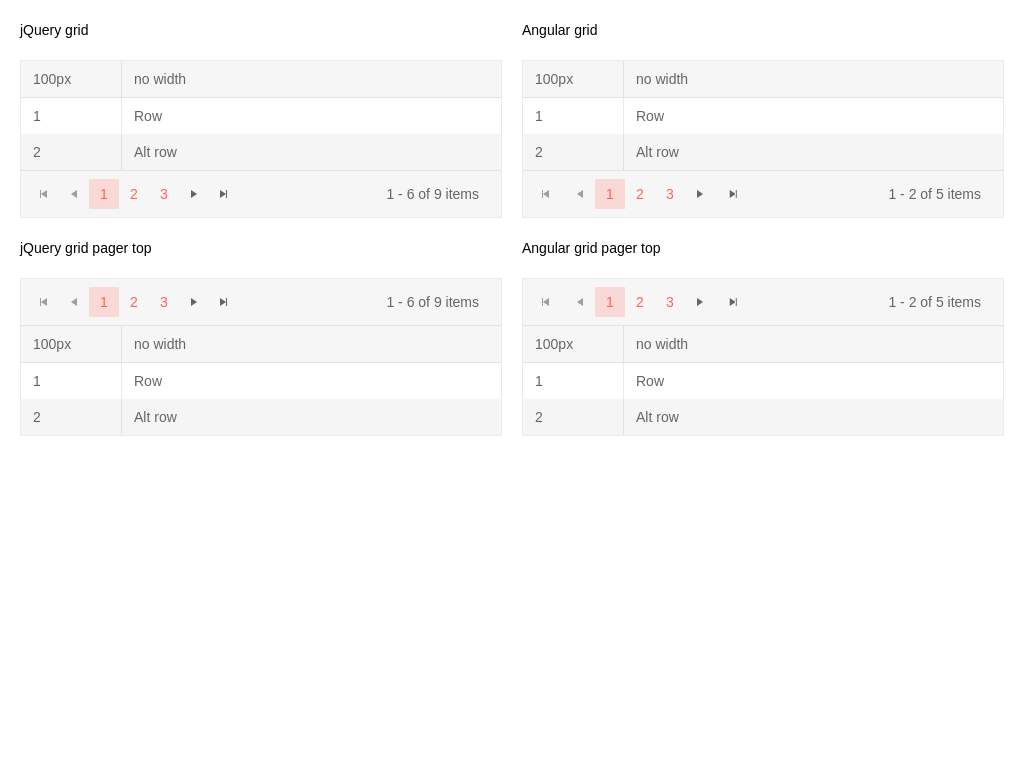 jQuery grid
100px no width
1 Row
2 Alt row
1 2 3 1 - 6 of 9 items
Angular grid
100px no width
1 Row
2 Alt row
1 2 3 1 - 2 of 5 items
jQuery grid pager top
1 2 3 1 - 6 of 9 items
100px no width
1 Row
2 Alt row
Angular grid pager top
1 2 3 1 - 2 of 5 items
100px no width
1 Row
2 Alt row